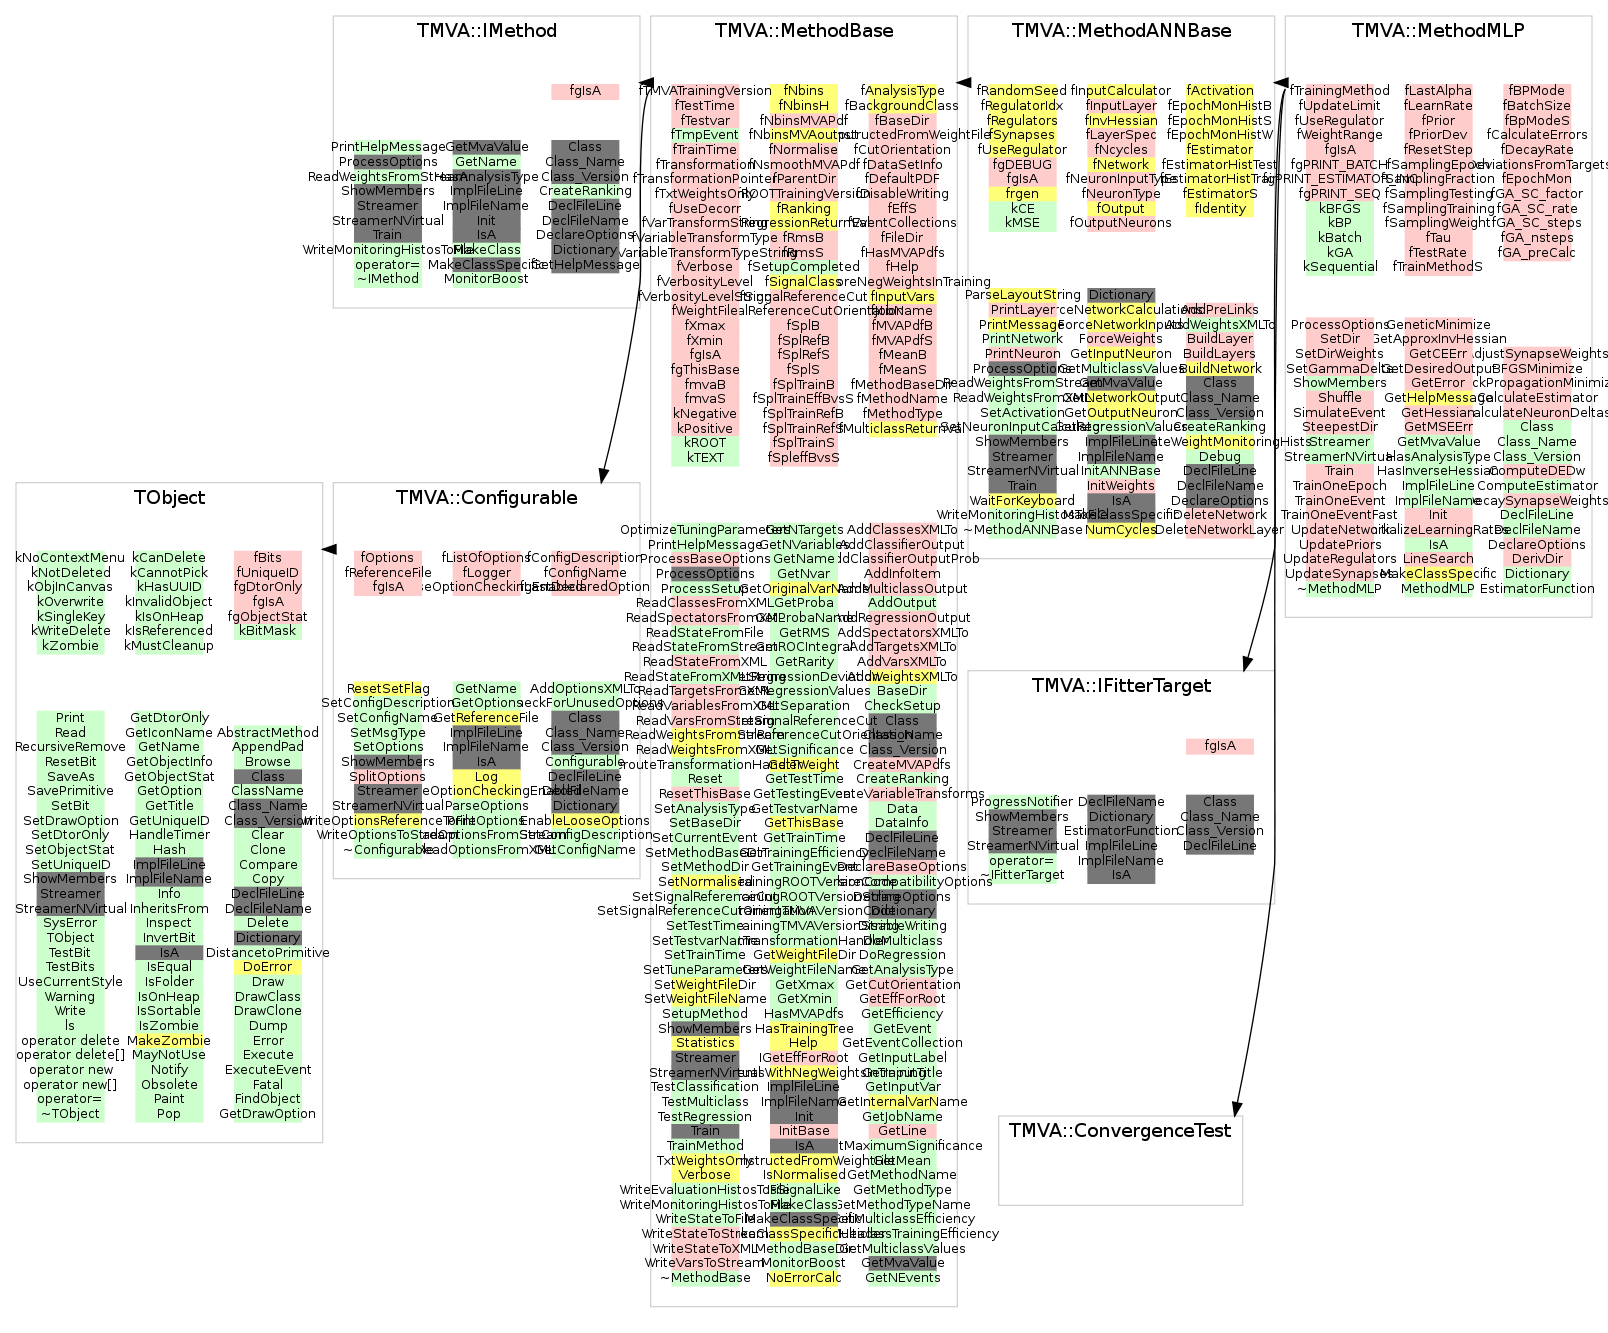 TMVA::IMethod
fgIsA
PrintHelpMessage GetMvaValue Class
ProcessOptions GetName Class_Name
ReadWeightsFromStream HasAnalysisType Class_Version
ShowMembers ImplFileLine CreateRanking
Streamer ImplFileName DeclFileLine
StreamerNVirtual Init DeclFileName
Train IsA DeclareOptions
WriteMonitoringHistosToFile MakeClass Dictionary
operator= MakeClassSpecific GetHelpMessage
~IMethod MonitorBoost
TMVA::MethodBase
fTMVATrainingVersion fNbins fAnalysisType
fTestTime fNbinsH fBackgroundClass
fTestvar fNbinsMVAPdf fBaseDir
fTmpEvent fNbinsMVAoutput
fTrainTime fNormalise fCutOrientation
fTransformation fNsmoothMVAPdf fDataSetInfo
fTransformationPointer fParentDir fDefaultPDF
fTxtWeightsOnly fROOTTrainingVersion fDisableWriting
fUseDecorr fRanking fEffS
fVarTransformString fRegressionReturnVal fEventCollections
fVariableTransformType fRmsB fFileDir
fVariableTransformTypeString fRmsS fHasMVAPdfs
fVerbose fSetupCompleted fHelp
fVerbosityLevel fSignalClass
fVerbosityLevelString fSignalReferenceCut fInputVars
fWeightFile fJobName
fXmax fSplB fMVAPdfB
fXmin fSplRefB fMVAPdfS
fgIsA fSplRefS fMeanB
fgThisBase fSplS fMeanS
fmvaB fSplTrainB fMethodBaseDir
fmvaS fSplTrainEffBvsS fMethodName
kNegative fSplTrainRefB fMethodType
kPositive fSplTrainRefS fMulticlassReturnVal
kROOT fSplTrainS
kTEXT fSpleffBvsS
OptimizeTuningParameters GetNTargets AddClassesXMLTo
PrintHelpMessage GetNVariables AddClassifierOutput
ProcessBaseOptions GetName AddClassifierOutputProb
ProcessOptions GetNvar AddInfoItem
ProcessSetup GetOriginalVarName AddMulticlassOutput
ReadClassesFromXML GetProba AddOutput
ReadSpectatorsFromXML GetProbaName AddRegressionOutput
ReadStateFromFile GetRMS AddSpectatorsXMLTo
ReadStateFromStream GetROCIntegral AddTargetsXMLTo
ReadStateFromXML GetRarity AddVarsXMLTo
ReadStateFromXMLString AddWeightsXMLTo
ReadTargetsFromXML GetRegressionValues BaseDir
ReadVariablesFromXML GetSeparation CheckSetup
ReadVarsFromStream GetSignalReferenceCut Class
ReadWeightsFromStream Class_Name
ReadWeightsFromXML GetSignificance Class_Version
GetTWeight CreateMVAPdfs
Reset GetTestTime CreateRanking
ResetThisBase GetTestingEvent
SetAnalysisType GetTestvarName Data
SetBaseDir GetThisBase DataInfo
SetCurrentEvent GetTrainTime DeclFileLine
SetMethodBaseDir GetTrainingEfficiency DeclFileName
SetMethodDir GetTrainingEvent DeclareBaseOptions
SetNormalised
SetSignalReferenceCut DeclareOptions
SetSignalReferenceCutOrientation Dictionary
SetTestTime DisableWriting
SetTestvarName DoMulticlass
SetTrainTime GetWeightFileDir DoRegression
SetTuneParameters GetWeightFileName GetAnalysisType
SetWeightFileDir GetXmax GetCutOrientation
SetWeightFileName GetXmin GetEffForRoot
SetupMethod HasMVAPdfs GetEfficiency
ShowMembers HasTrainingTree GetEvent
Statistics Help GetEventCollection
Streamer IGetEffForRoot GetInputLabel
StreamerNVirtual GetInputTitle
TestClassification ImplFileLine GetInputVar
TestMulticlass ImplFileName GetInternalVarName
TestRegression Init GetJobName
Train InitBase GetLine
TrainMethod IsA GetMaximumSignificance
TxtWeightsOnly GetMean
Verbose IsNormalised GetMethodName
WriteEvaluationHistosToFile IsSignalLike GetMethodType
WriteMonitoringHistosToFile MakeClass GetMethodTypeName
WriteStateToFile MakeClassSpecific GetMulticlassEfficiency
WriteStateToStream
WriteStateToXML MethodBaseDir GetMulticlassValues
WriteVarsToStream MonitorBoost GetMvaValue
~MethodBase NoErrorCalc GetNEvents
TMVA::MethodANNBase
fRandomSeed fInputCalculator fActivation
fRegulatorIdx fInputLayer fEpochMonHistB
fRegulators fInvHessian fEpochMonHistS
fSynapses fLayerSpec fEpochMonHistW
fUseRegulator fNcycles fEstimator
fgDEBUG fNetwork fEstimatorHistTest
fgIsA fNeuronInputType fEstimatorHistTrain
frgen fNeuronType fEstimatorS
kCE fOutput fIdentity
kMSE fOutputNeurons
ParseLayoutString Dictionary
PrintLayer ForceNetworkCalculations AddPreLinks
PrintMessage ForceNetworkInputs AddWeightsXMLTo
PrintNetwork ForceWeights BuildLayer
PrintNeuron GetInputNeuron BuildLayers
ProcessOptions GetMulticlassValues BuildNetwork
ReadWeightsFromStream GetMvaValue Class
ReadWeightsFromXML GetNetworkOutput Class_Name
SetActivation GetOutputNeuron Class_Version
SetNeuronInputCalculator GetRegressionValues CreateRanking
ShowMembers ImplFileLine CreateWeightMonitoringHists
Streamer ImplFileName Debug
StreamerNVirtual InitANNBase DeclFileLine
Train InitWeights DeclFileName
WaitForKeyboard IsA DeclareOptions
WriteMonitoringHistosToFile MakeClassSpecific DeleteNetwork
~MethodANNBase NumCycles DeleteNetworkLayer
TMVA::MethodMLP
fTrainingMethod fLastAlpha fBPMode
fUpdateLimit fLearnRate fBatchSize
fUseRegulator fPrior fBpModeS
fWeightRange fPriorDev fCalculateErrors
fgIsA fResetStep fDecayRate
fgPRINT_BATCH fSamplingEpoch fDeviationsFromTargets
fgPRINT_ESTIMATOR_INC fSamplingFraction fEpochMon
fgPRINT_SEQ fSamplingTesting fGA_SC_factor
kBFGS fSamplingTraining fGA_SC_rate
kBP fSamplingWeight fGA_SC_steps
kBatch fTau fGA_nsteps
kGA fTestRate fGA_preCalc
kSequential fTrainMethodS
ProcessOptions GeneticMinimize
SetDir GetApproxInvHessian
SetDirWeights GetCEErr AdjustSynapseWeights
SetGammaDelta GetDesiredOutput BFGSMinimize
ShowMembers GetError BackPropagationMinimize
Shuffle GetHelpMessage CalculateEstimator
SimulateEvent GetHessian CalculateNeuronDeltas
SteepestDir GetMSEErr Class
Streamer GetMvaValue Class_Name
StreamerNVirtual HasAnalysisType Class_Version
Train HasInverseHessian ComputeDEDw
TrainOneEpoch ImplFileLine ComputeEstimator
TrainOneEvent ImplFileName DecaySynapseWeights
TrainOneEventFast Init DeclFileLine
UpdateNetwork InitializeLearningRates DeclFileName
UpdatePriors IsA DeclareOptions
UpdateRegulators LineSearch DerivDir
UpdateSynapses MakeClassSpecific Dictionary
~MethodMLP MethodMLP EstimatorFunction
TObject
kNoContextMenu kCanDelete fBits
kNotDeleted kCannotPick fUniqueID
kObjInCanvas kHasUUID fgDtorOnly
kOverwrite kInvalidObject fgIsA
kSingleKey kIsOnHeap fgObjectStat
kWriteDelete kIsReferenced kBitMask
kZombie kMustCleanup
Print GetDtorOnly
Read GetIconName AbstractMethod
RecursiveRemove GetName AppendPad
ResetBit GetObjectInfo Browse
SaveAs GetObjectStat Class
SavePrimitive GetOption ClassName
SetBit GetTitle Class_Name
SetDrawOption GetUniqueID Class_Version
SetDtorOnly HandleTimer Clear
SetObjectStat Hash Clone
SetUniqueID ImplFileLine Compare
ShowMembers ImplFileName Copy
Streamer Info DeclFileLine
StreamerNVirtual InheritsFrom DeclFileName
SysError Inspect Delete
TObject InvertBit Dictionary
TestBit IsA DistancetoPrimitive
TestBits IsEqual DoError
UseCurrentStyle IsFolder Draw
Warning IsOnHeap DrawClass
Write IsSortable DrawClone
ls IsZombie Dump
operator delete MakeZombie Error
operator delete[] MayNotUse Execute
operator new Notify ExecuteEvent
operator new[] Obsolete Fatal
operator= Paint FindObject
~TObject Pop GetDrawOption
TMVA::Configurable
fOptions fListOfOptions fConfigDescription
fReferenceFile fLogger fConfigName
fgIsA fLooseOptionCheckingEnabled fLastDeclaredOption
ResetSetFlag GetName AddOptionsXMLTo
SetConfigDescription GetOptions CheckForUnusedOptions
SetConfigName GetReferenceFile Class
SetMsgType ImplFileLine Class_Name
SetOptions ImplFileName Class_Version
ShowMembers IsA Configurable
SplitOptions Log DeclFileLine
Streamer LooseOptionCheckingEnabled DeclFileName
StreamerNVirtual ParseOptions Dictionary
WriteOptionsReferenceToFile PrintOptions EnableLooseOptions
WriteOptionsToStream ReadOptionsFromStream GetConfigDescription
~Configurable ReadOptionsFromXML GetConfigName
TMVA::IFitterTarget
fgIsA
ProgressNotifier DeclFileName Class
ShowMembers Dictionary Class_Name
Streamer EstimatorFunction Class_Version
StreamerNVirtual ImplFileLine DeclFileLine
operator= ImplFileName
~IFitterTarget IsA
TMVA::ConvergenceTest